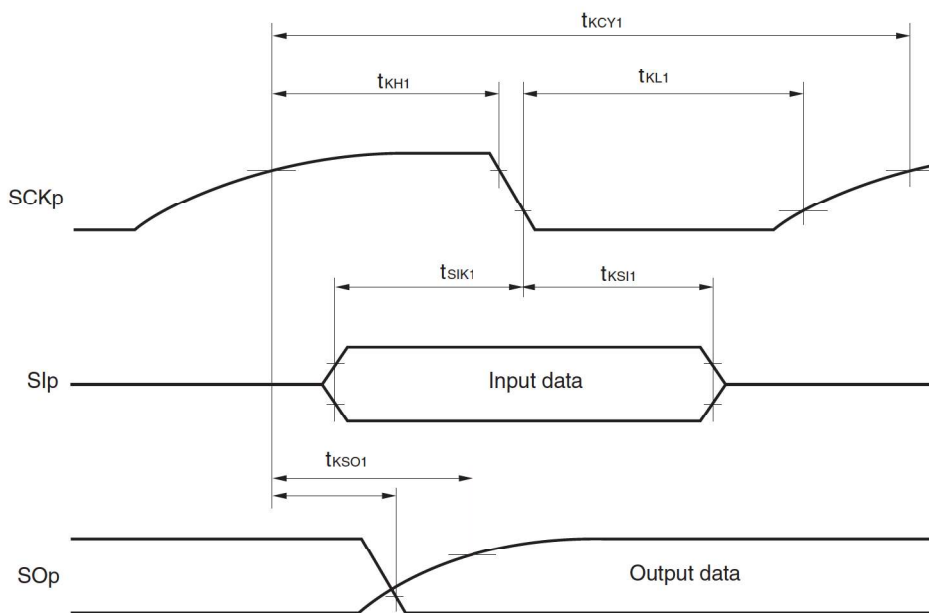 tKCY1
tKH1
tKL1
SCKp
tSIK1
tKSI1
SIp
Input data
tKSO1
SOp
Output data